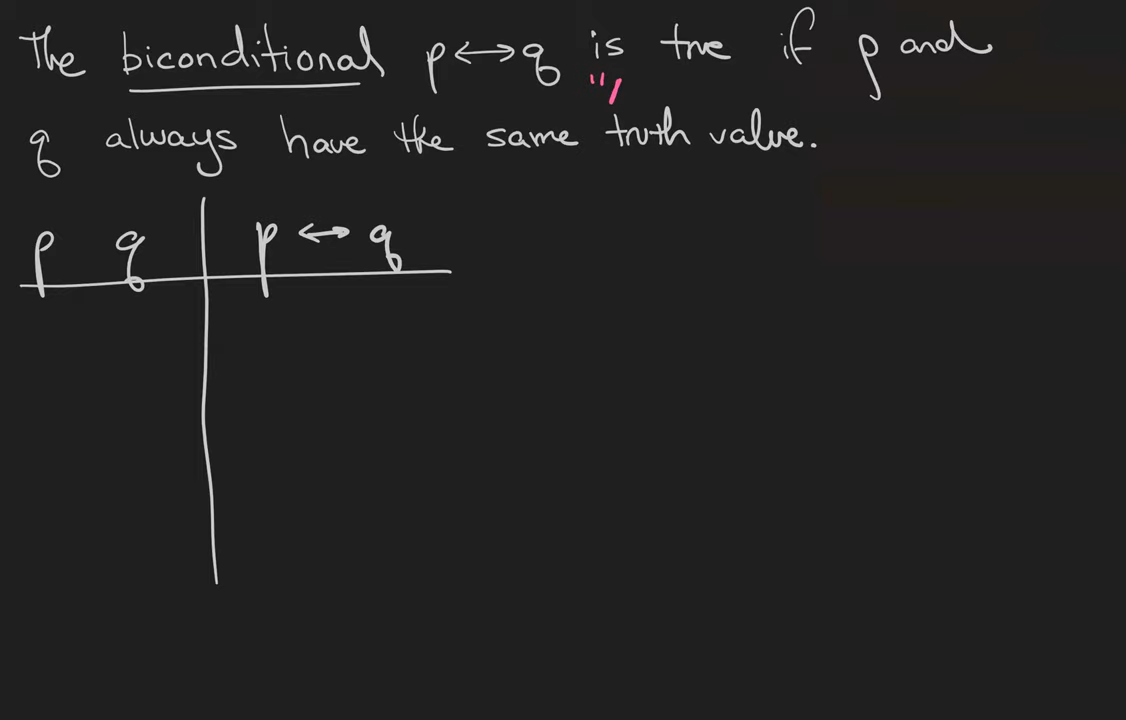 The biconditional p↔q is true if p and
q always have the same truth value.
p q | p ↔ q